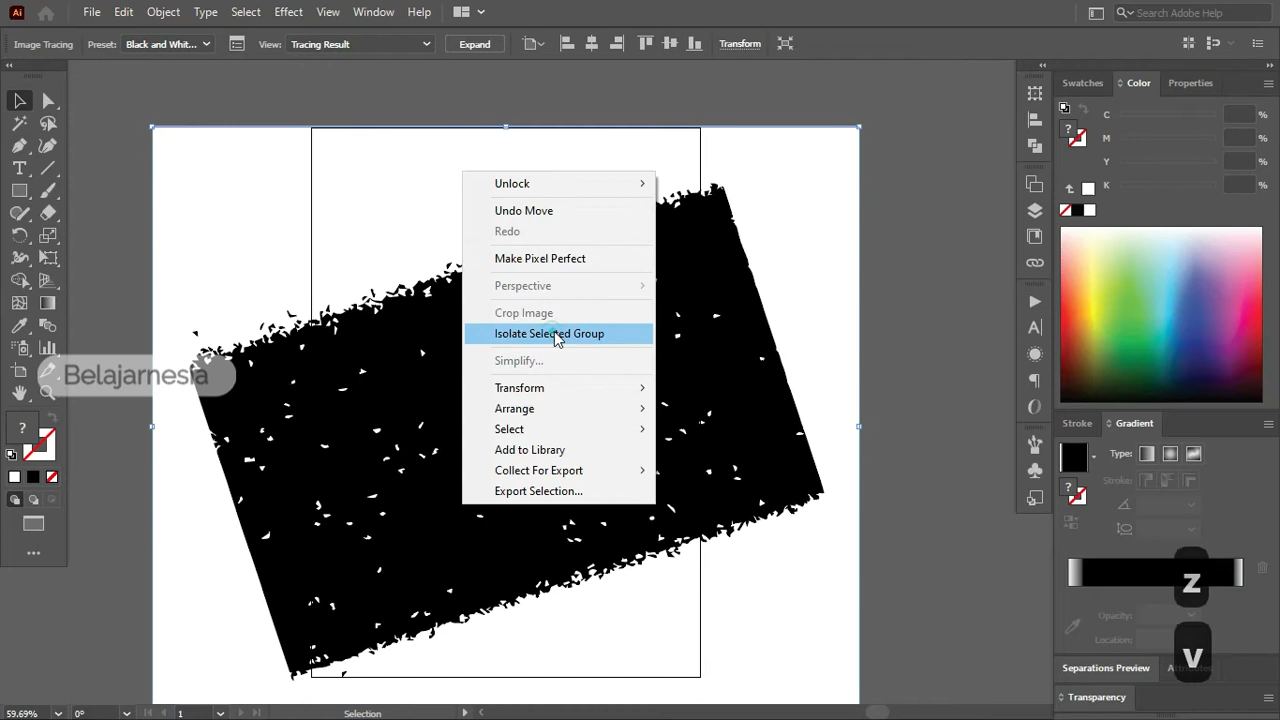 Ai File Edit Object Type Select Effect View Window Help Search Adobe Help
Image Tracing Preset: Black and Whit... View: Tracing Result Expand Transform
Swatches Color Properties
C
M
Y
K
Unlock
Undo Move
Redo
Make Pixel Perfect
Perspective
Crop Image
Isolate Selected Group
Simplify...
Transform
Arrange
Select
Add to Library
Collect For Export
Export Selection...
Belajarnesia
? ?
Stroke Gradient
Type:
Stroke:
?
Opacity:
Location:
z
v
Separations Preview
Transparency
59.69% 0° 1 Selection